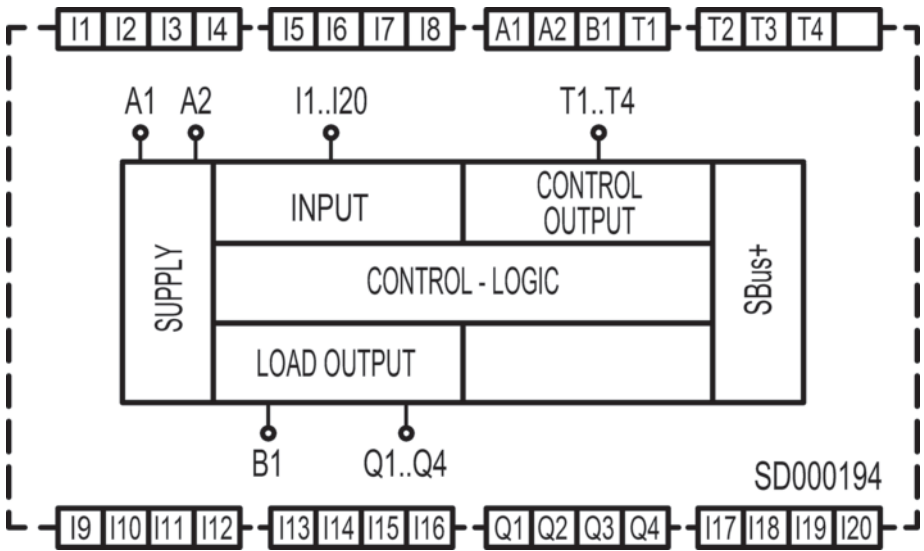 I1 I2 I3 I4 I5 I6 I7 I8 A1 A2 B1 T1 T2 T3 T4
A1 A2 I1..I20 T1..T4
INPUT
CONTROL
OUTPUT
SUPPLY
CONTROL - LOGIC
SBus+
LOAD OUTPUT
B1 Q1..Q4
SD000194
I9 I10 I11 I12 I13 I14 I15 I16 Q1 Q2 Q3 Q4 I17 I18 I19 I20